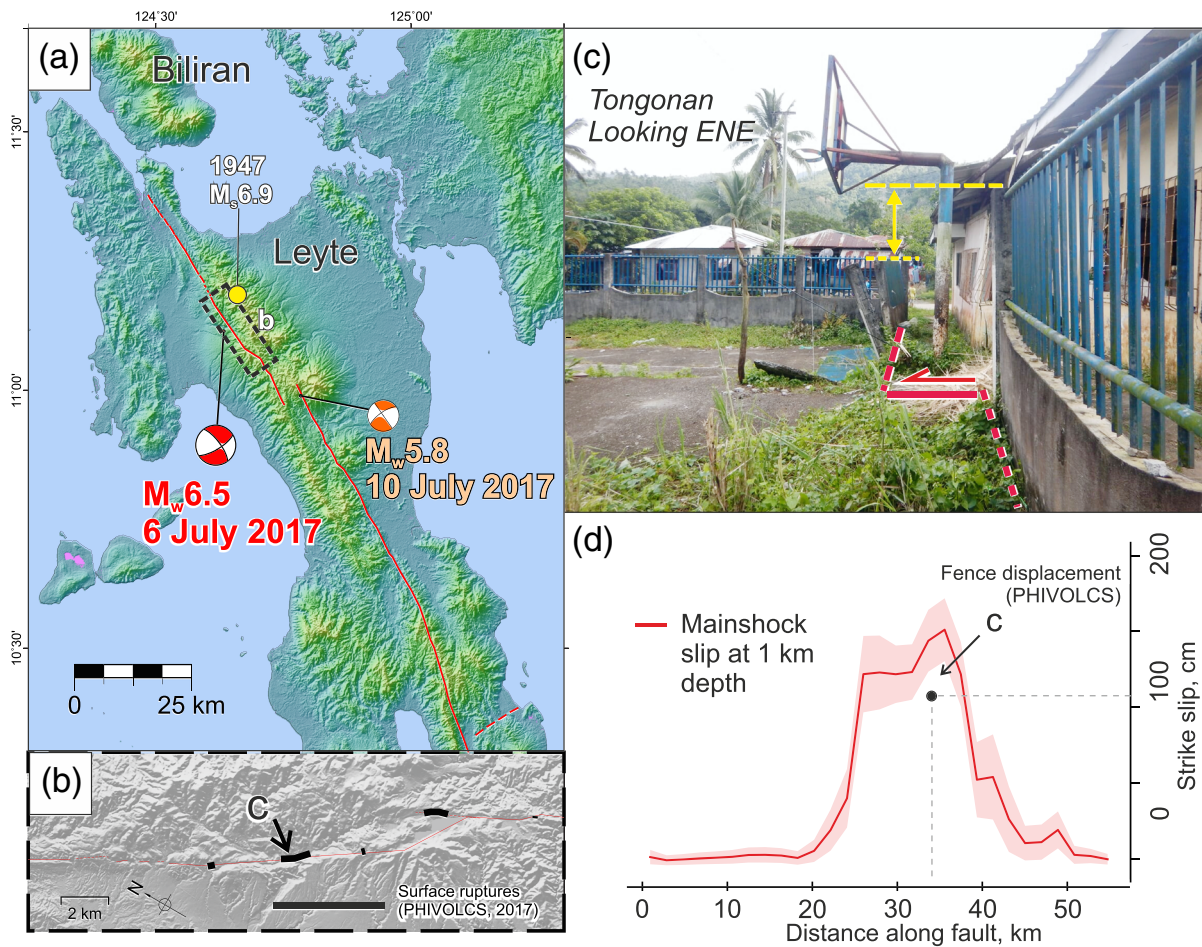 124°30'
125°00'
(a)
Biliran
11°30'
1947
Ms6.9
Leyte
b
11°00'
Mw5.8
10 July 2017
Mw6.5
6 July 2017
10°30'
0
25 km
(b)
C
N
2 km
Surface ruptures
(PHIVOLCS, 2017)
(c)
Tongonan
Looking ENE
(d)
Fence displacement
(PHIVOLCS)
C
Mainshock
slip at 1 km
depth
200
100
0
Strike slip, cm
0 10 20 30 40 50
Distance along fault, km